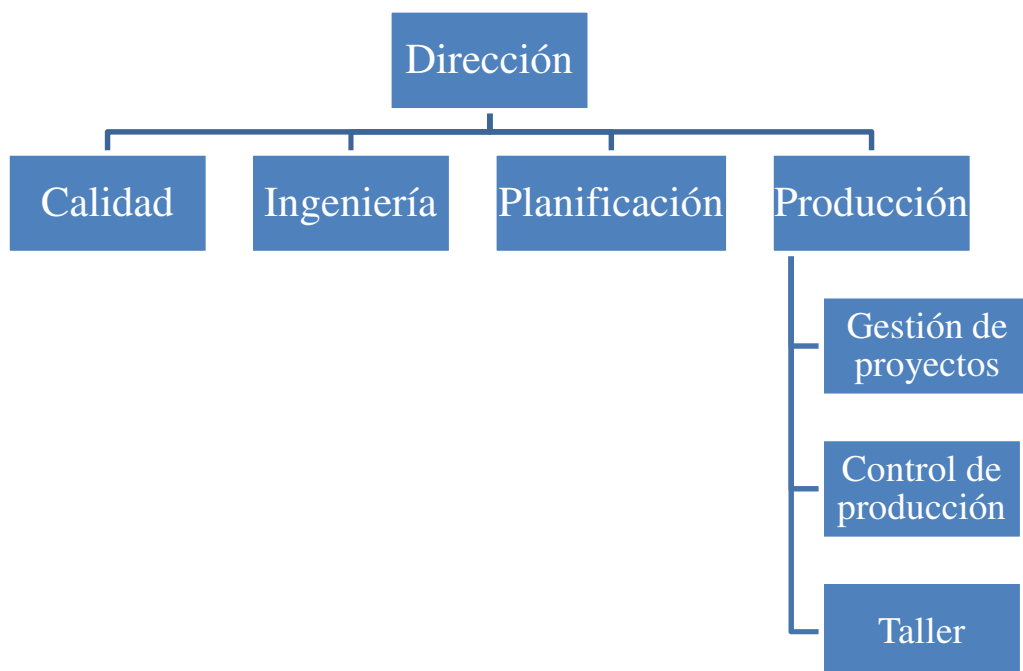 Dirección
Calidad
Ingeniería
Planificación
Producción
Gestión de
proyectos
Control de
producción
Taller